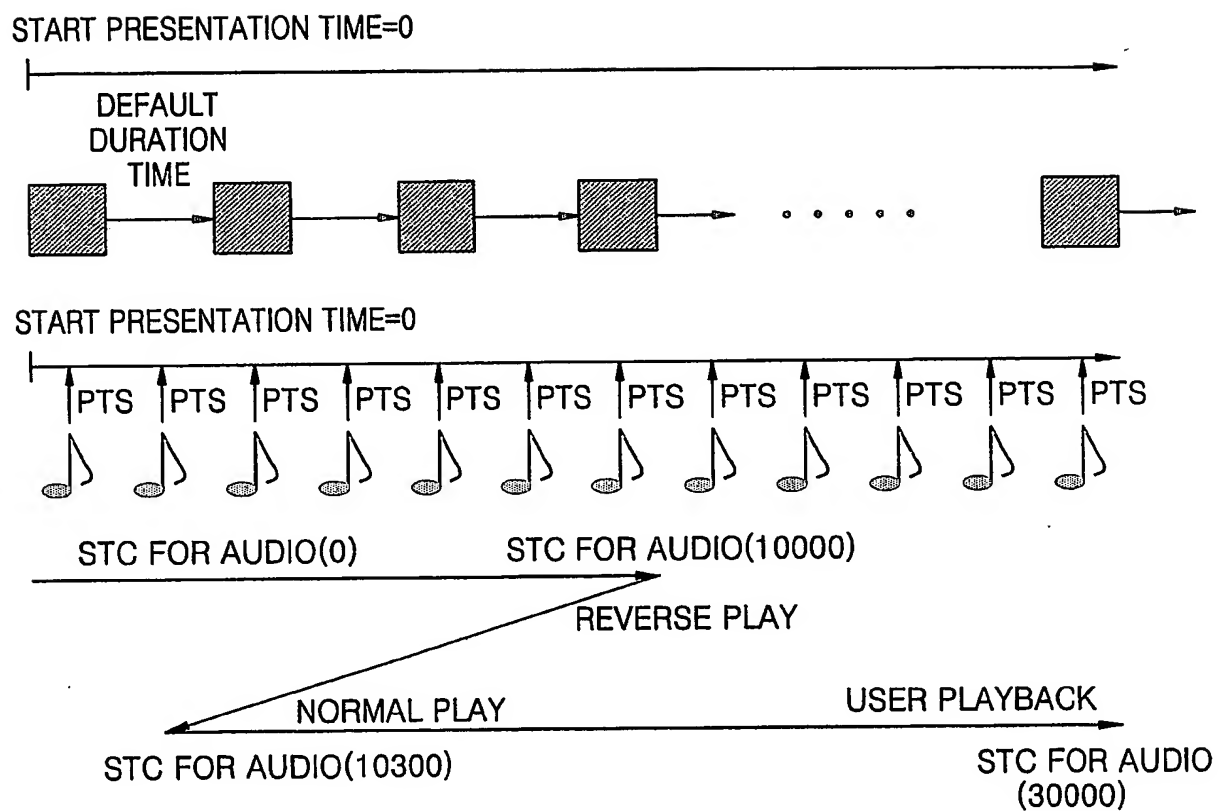 START PRESENTATION TIME=0
DEFAULT
DURATION
TIME
START PRESENTATION TIME=0
PTS PTS PTS PTS PTS PTS PTS PTS PTS PTS PTS PTS
STC FOR AUDIO(0) STC FOR AUDIO(10000)
REVERSE PLAY
NORMAL PLAY USER PLAYBACK
STC FOR AUDIO(10300) STC FOR AUDIO
(30000)